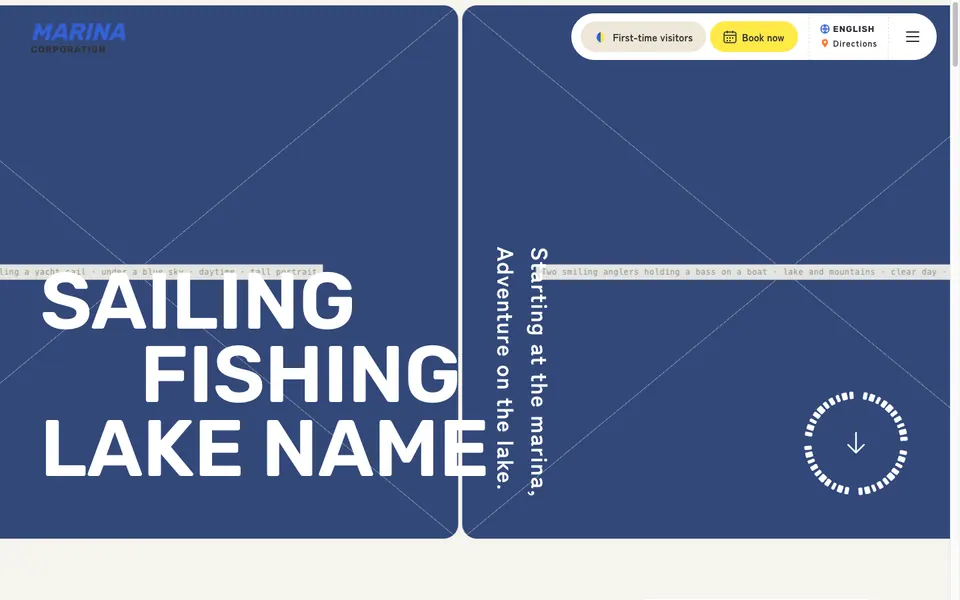 MARINA
CORPORATION
First-time visitors
Book now
ENGLISH
Directions
ling a yacht sail · under a blue sky · daytime · tall portrait
Two smiling anglers holding a bass on a boat · lake and mountains · clear day ·
SAILING
FISHING
LAKE NAME
Starting at the marina,
Adventure on the lake.